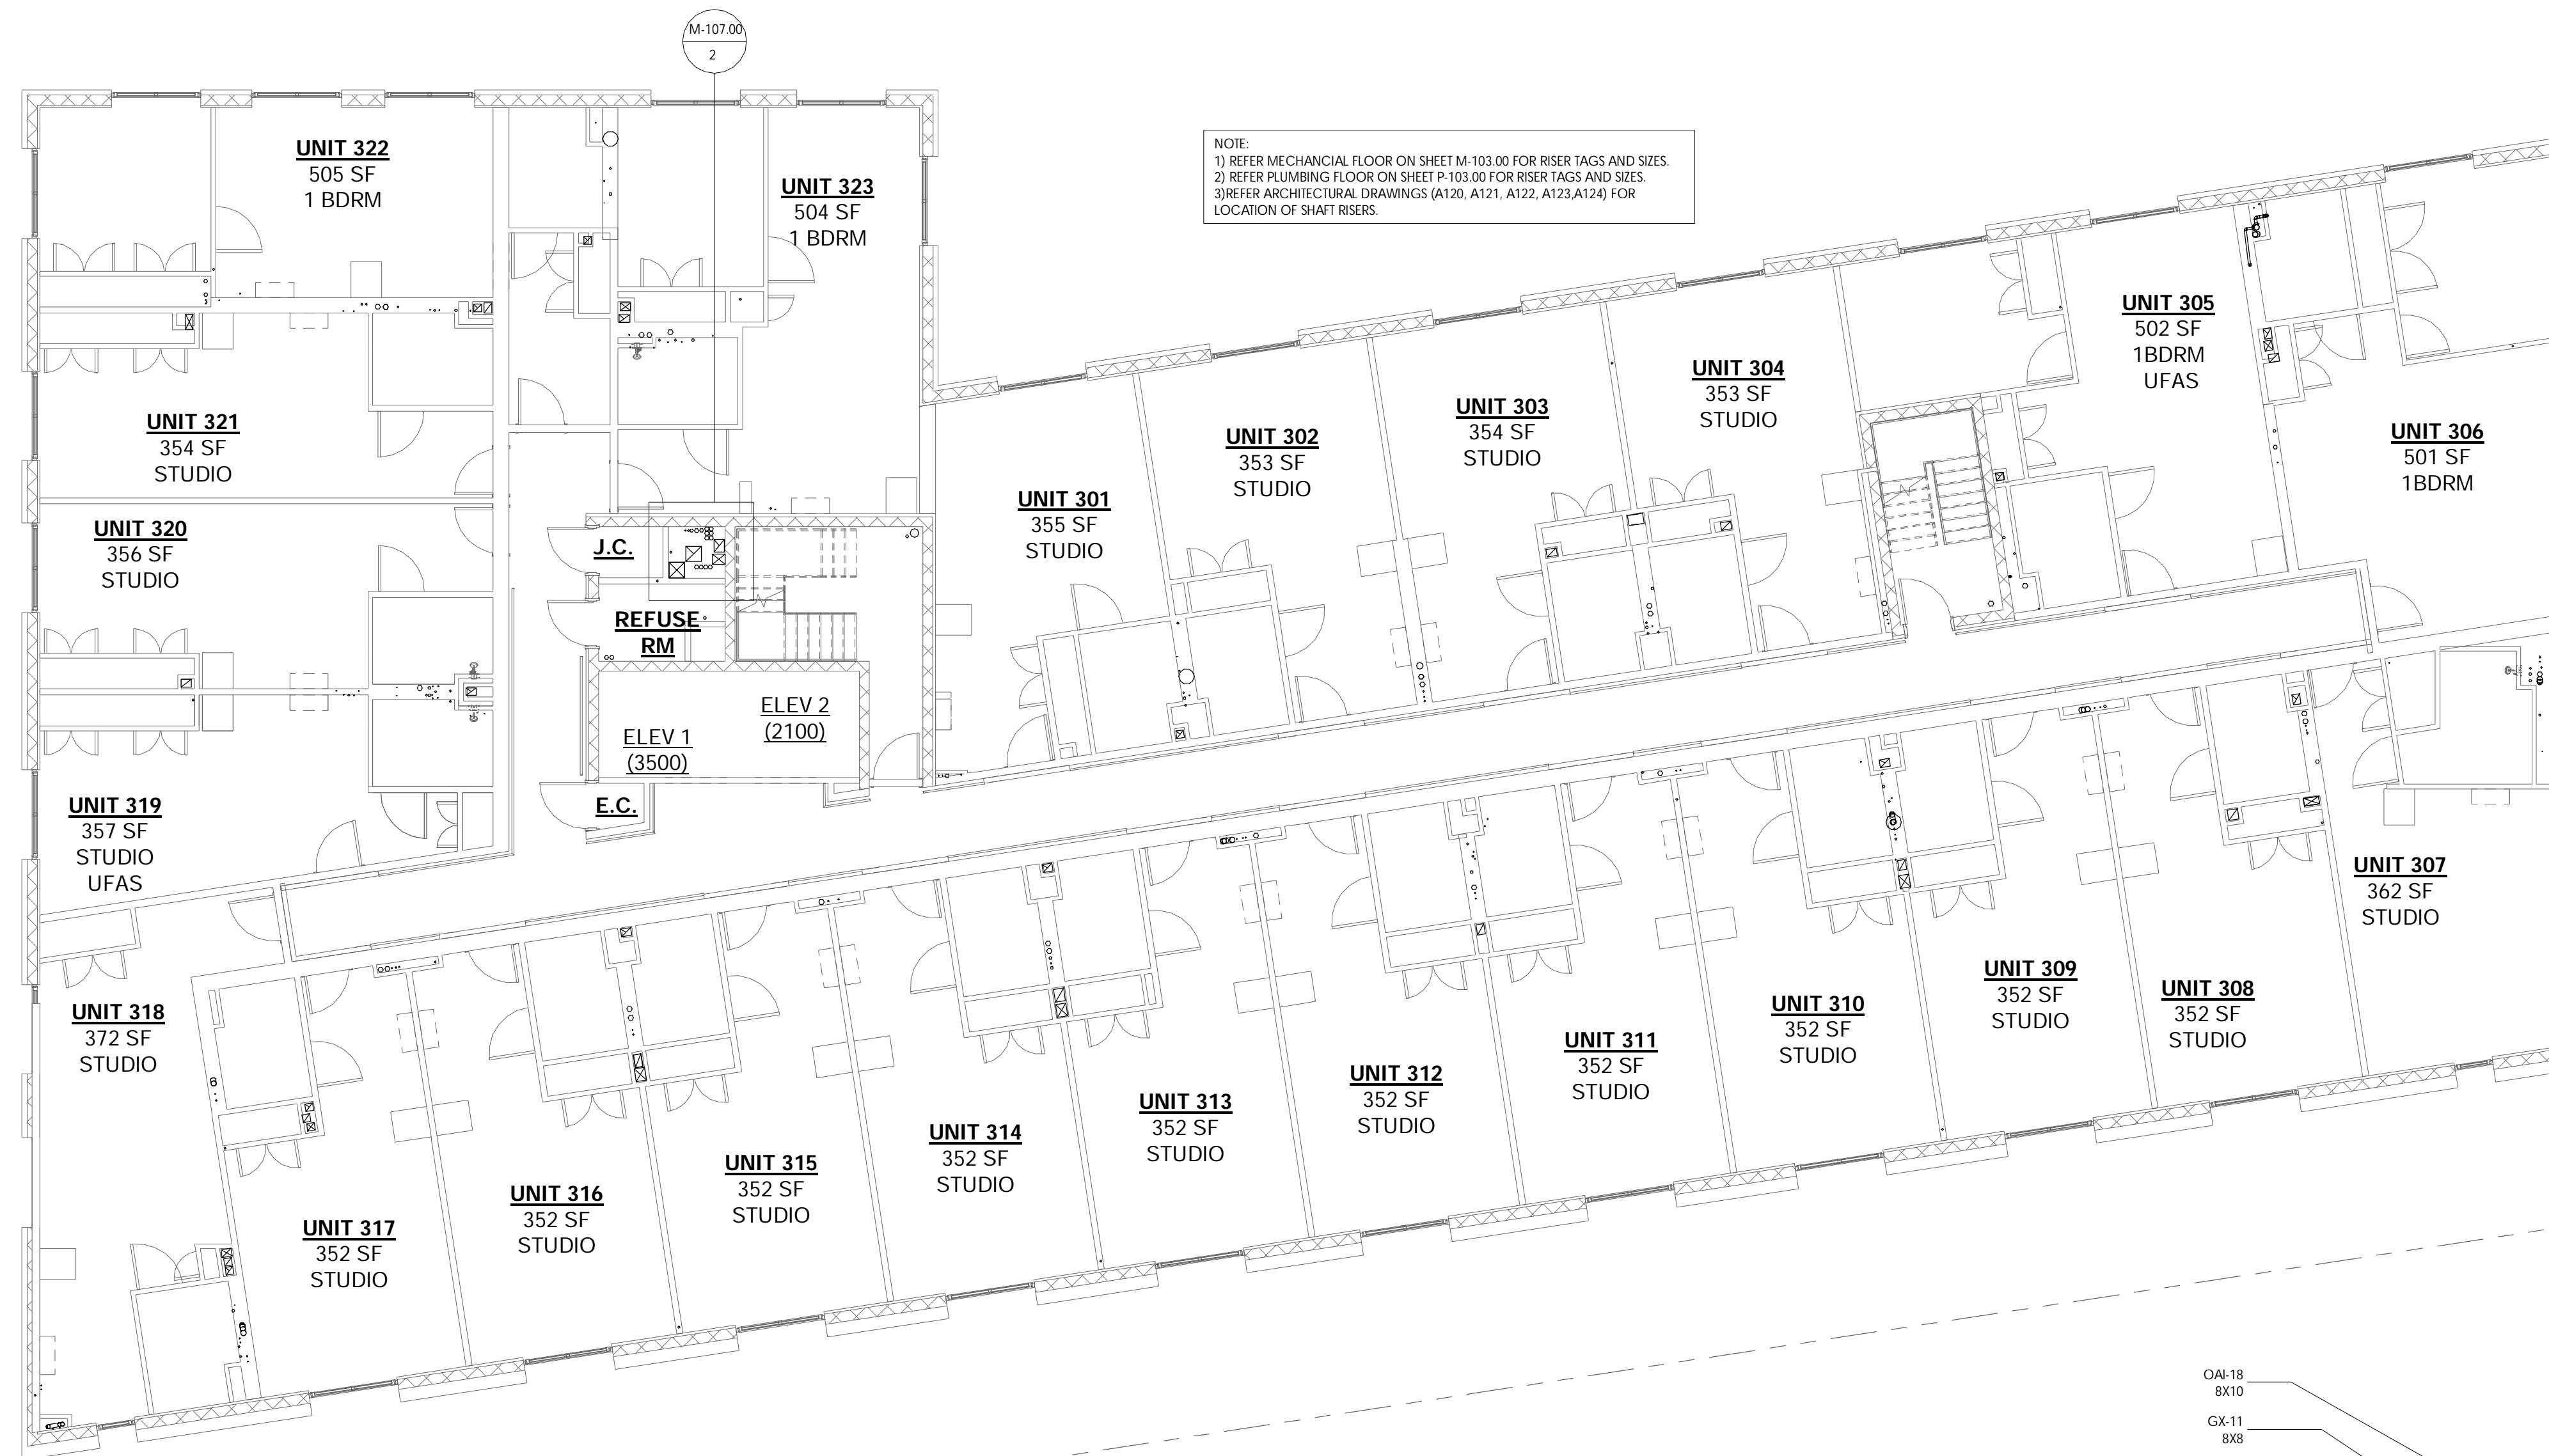 M-107.00
2
UNIT 322
505 SF
1 BDRM
UNIT 323
504 SF
1 BDRM
NOTE:
1) REFER MECHANCIAL FLOOR ON SHEET M-103.00 FOR RISER TAGS AND SIZES.
2) REFER PLUMBING FLOOR ON SHEET P-103.00 FOR RISER TAGS AND SIZES.
3)REFER ARCHITECTURAL DRAWINGS (A120, A121, A122, A123,A124) FOR
LOCATION OF SHAFT RISERS.
UNIT 305
502 SF
1BDRM
UFAS
UNIT 304
353 SF
STUDIO
UNIT 303
354 SF
STUDIO
UNIT 302
353 SF
STUDIO
UNIT 301
355 SF
STUDIO
UNIT 306
501 SF
1BDRM
UNIT 321
354 SF
STUDIO
UNIT 320
356 SF
STUDIO
J.C.
REFUSE
RM
ELEV 2
(2100)
ELEV 1
(3500)
E.C.
UNIT 319
357 SF
STUDIO
UFAS
UNIT 307
362 SF
STUDIO
UNIT 308
352 SF
STUDIO
UNIT 309
352 SF
STUDIO
UNIT 310
352 SF
STUDIO
UNIT 311
352 SF
STUDIO
UNIT 312
352 SF
STUDIO
UNIT 313
352 SF
STUDIO
UNIT 314
352 SF
STUDIO
UNIT 315
352 SF
STUDIO
UNIT 316
352 SF
STUDIO
UNIT 317
352 SF
STUDIO
UNIT 318
372 SF
STUDIO
OAI-18
8X10
GX-11
8X8